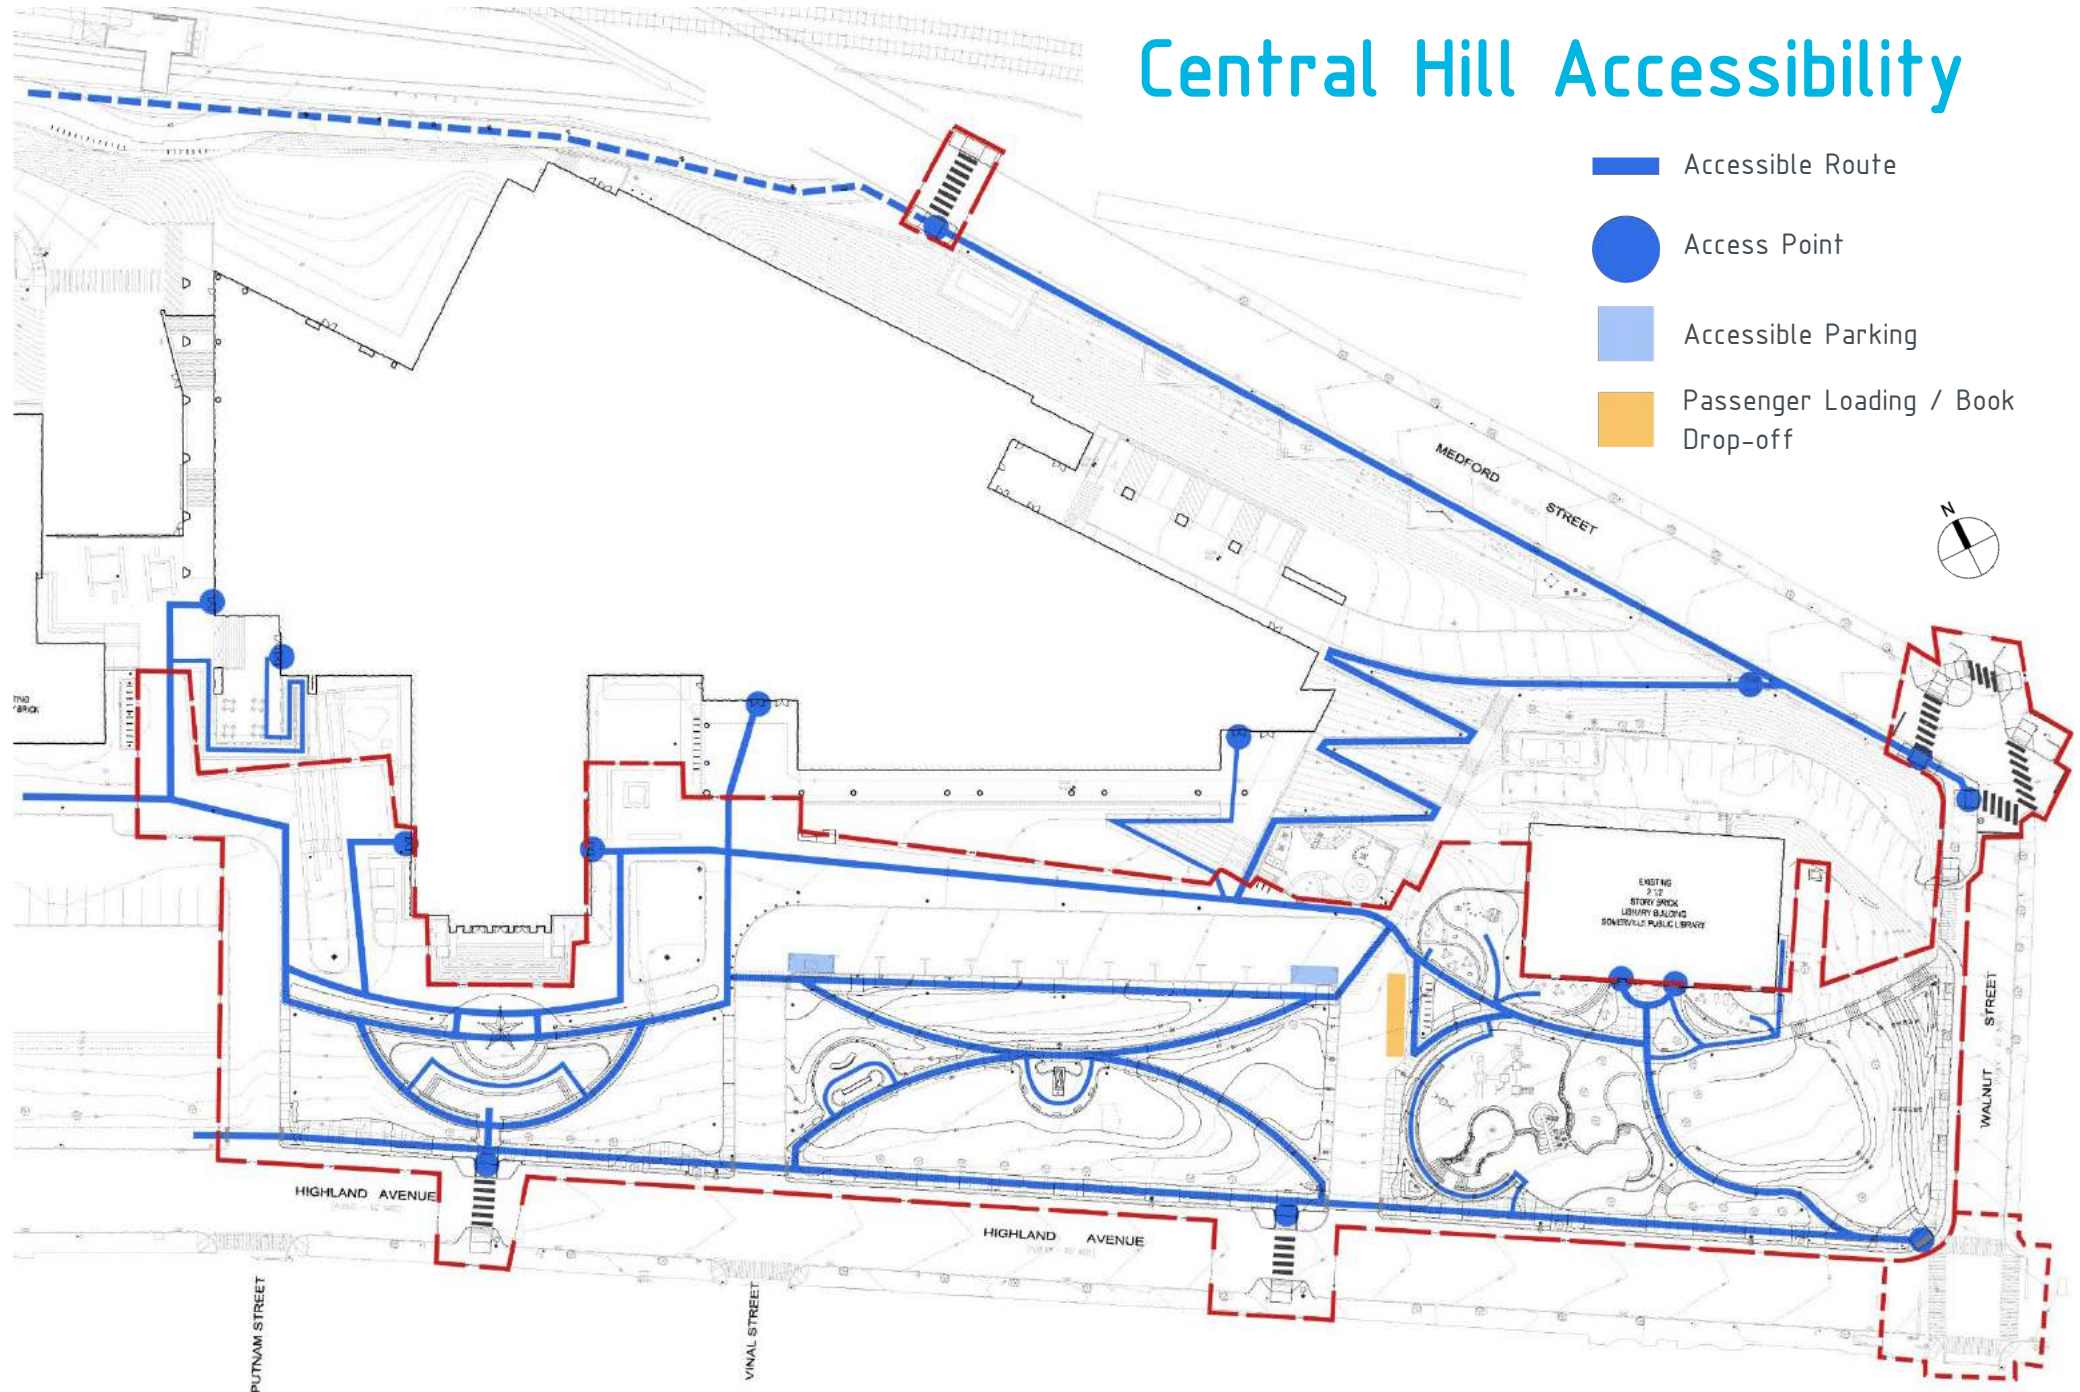 Central Hill Accessibility
Accessible Route
Access Point
Accessible Parking
Passenger Loading / Book
Drop-off
N
MEDFORD STREET
EXISTING
2 1/2
STORY BRICK
LIBRARY BUILDING
SOMERVILLE PUBLIC LIBRARY
BRICK
WALNUT STREET
HIGHLAND AVENUE
HIGHLAND AVENUE
PUTNAM STREET
VINAL STREET